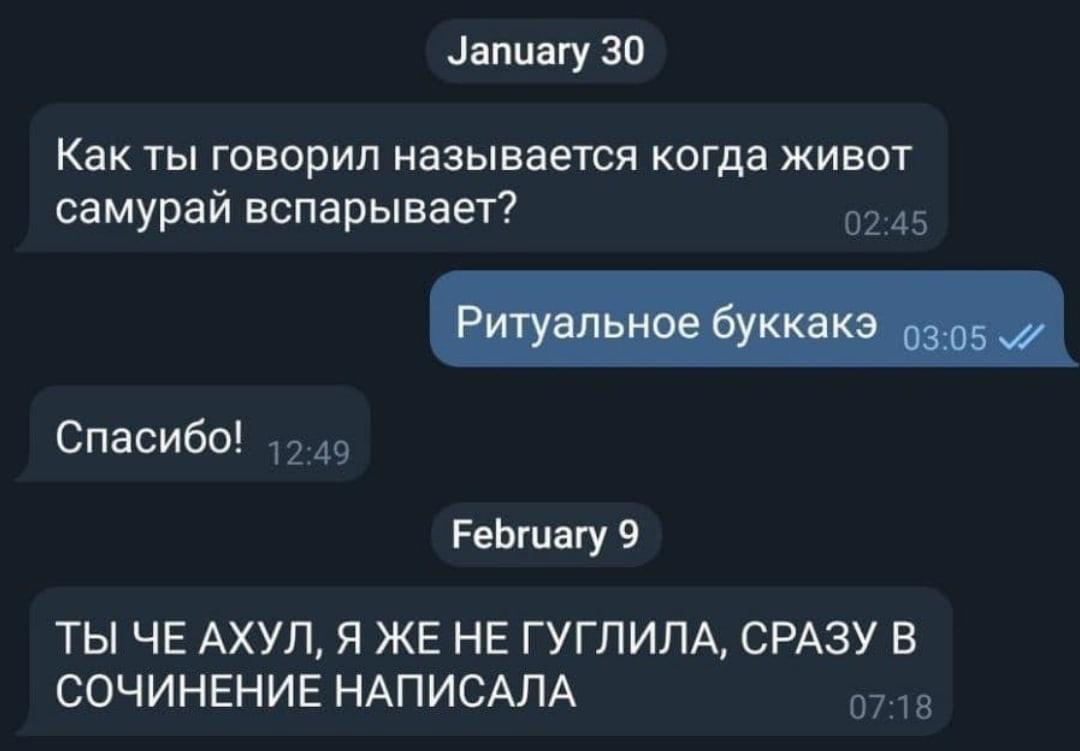 January 30
Как ты говорил называется когда живот
самурай вспарывает?
02:45
Ритуальное буккакэ 03:05
Спасибо! 12:49
February 9
ТЫ ЧЕ АХУЛ, Я ЖЕ НЕ ГУГЛИЛА, СРАЗУ В
СОЧИНЕНИЕ НАПИСАЛА
07:18